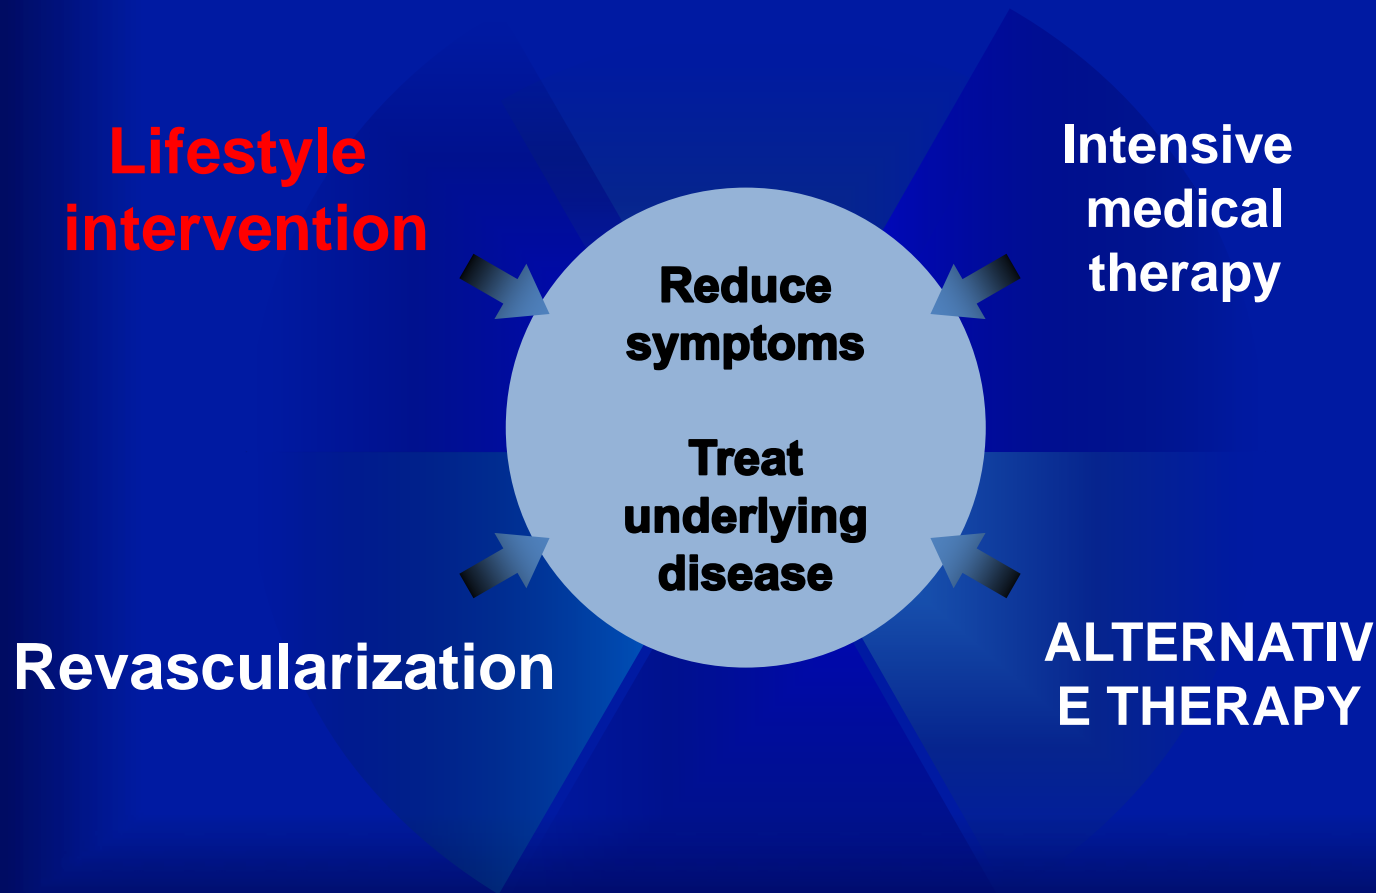 Lifestyle
intervention
Intensive
medical
therapy
Reduce
symptoms
Treat
underlying
disease
Revascularization
ALTERNATIV
E THERAPY